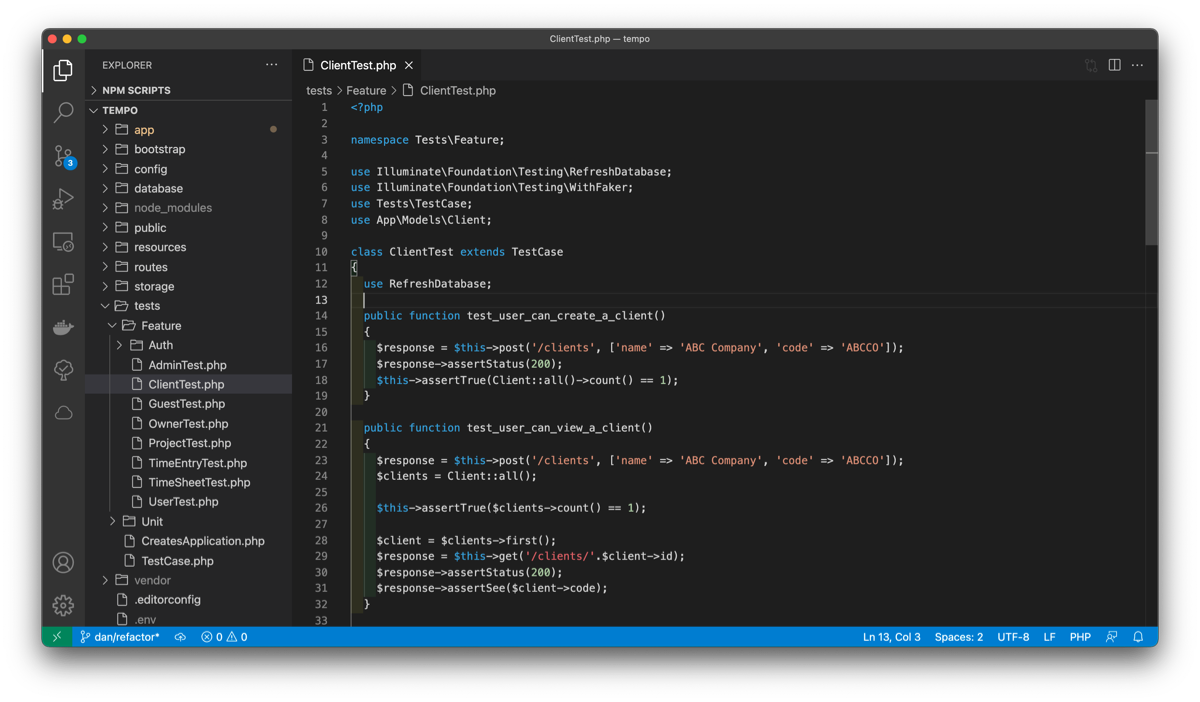 ClientTest.php — tempo
EXPLORER
NPM SCRIPTS
TEMPO
app
bootstrap
config
database
node_modules
public
resources
routes
storage
tests
Feature
Auth
AdminTest.php
ClientTest.php
GuestTest.php
OwnerTest.php
ProjectTest.php
TimeEntryTest.php
TimeSheetTest.php
UserTest.php
Unit
CreatesApplication.php
TestCase.php
vendor
.editorconfig
.env
3
ClientTest.php
tests > Feature > ClientTest.php
1 <?php
2
3 namespace Tests\Feature;
4
5 use Illuminate\Foundation\Testing\RefreshDatabase;
6 use Illuminate\Foundation\Testing\WithFaker;
7 use Tests\TestCase;
8 use App\Models\Client;
9
10 class ClientTest extends TestCase
11 {
12 use RefreshDatabase;
13
14 public function test_user_can_create_a_client()
15 {
16 $response = $this->post('/clients', ['name' => 'ABC Company', 'code' => 'ABCCO']);
17 $response->assertStatus(200);
18 $this->assertTrue(Client::all()->count() == 1);
19 }
20
21 public function test_user_can_view_a_client()
22 {
23 $response = $this->post('/clients', ['name' => 'ABC Company', 'code' => 'ABCCO']);
24 $clients = Client::all();
25
26 $this->assertTrue($clients->count() == 1);
27
28 $client = $clients->first();
29 $response = $this->get('/clients/'.$client->id);
30 $response->assertStatus(200);
31 $response->assertSee($client->code);
32 }
33
dan/refactor* 0 0 Ln 13, Col 3 Spaces: 2 UTF-8 LF PHP